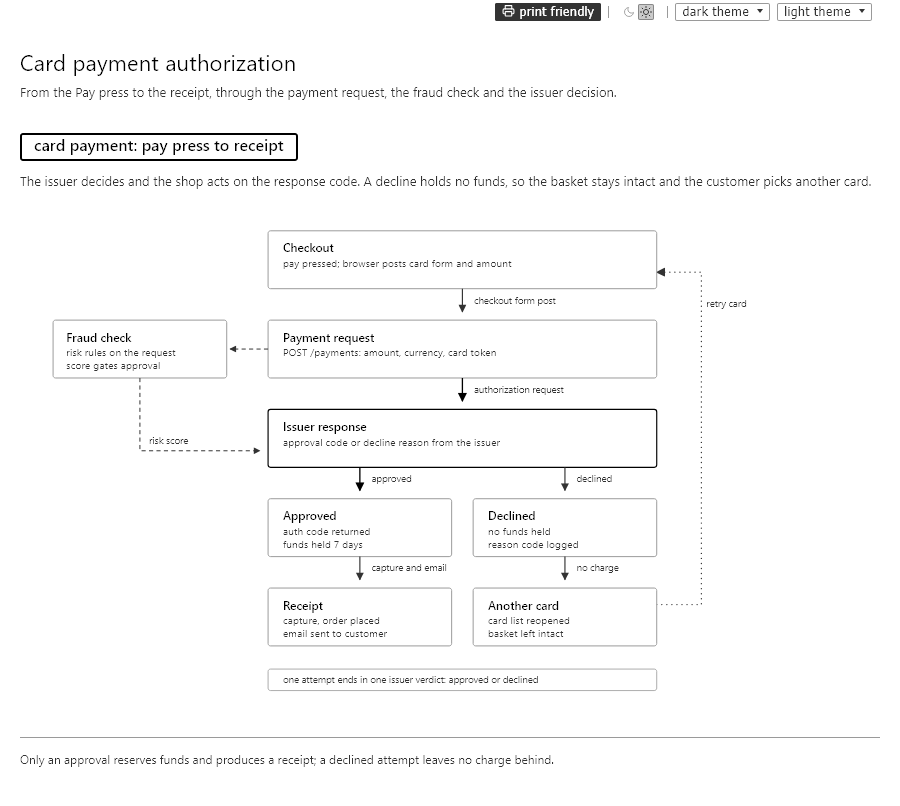 print friendly | | dark theme light theme
Card payment authorization
From the Pay press to the receipt, through the payment request, the fraud check and the issuer decision.
card payment: pay press to receipt
The issuer decides and the shop acts on the response code. A decline holds no funds, so the basket stays intact and the customer picks another card.
Checkout
pay pressed; browser posts card form and amount
checkout form post
retry card
Fraud check
risk rules on the request
score gates approval
Payment request
POST /payments: amount, currency, card token
authorization request
Issuer response
approval code or decline reason from the issuer
risk score
approved
declined
Approved
auth code returned
funds held 7 days
Declined
no funds held
reason code logged
capture and email
no charge
Receipt
capture, order placed
email sent to customer
Another card
card list reopened
basket left intact
one attempt ends in one issuer verdict: approved or declined
Only an approval reserves funds and produces a receipt; a declined attempt leaves no charge behind.